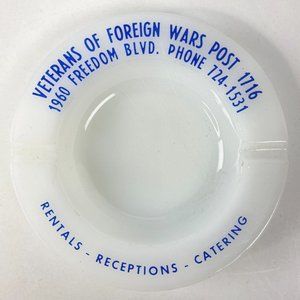 VETERANS OF FOREIGN WARS POST 1716
1960 FREEDOM BLVD. PHONE 724-1531
RENTALS - RECEPTIONS - CATERING